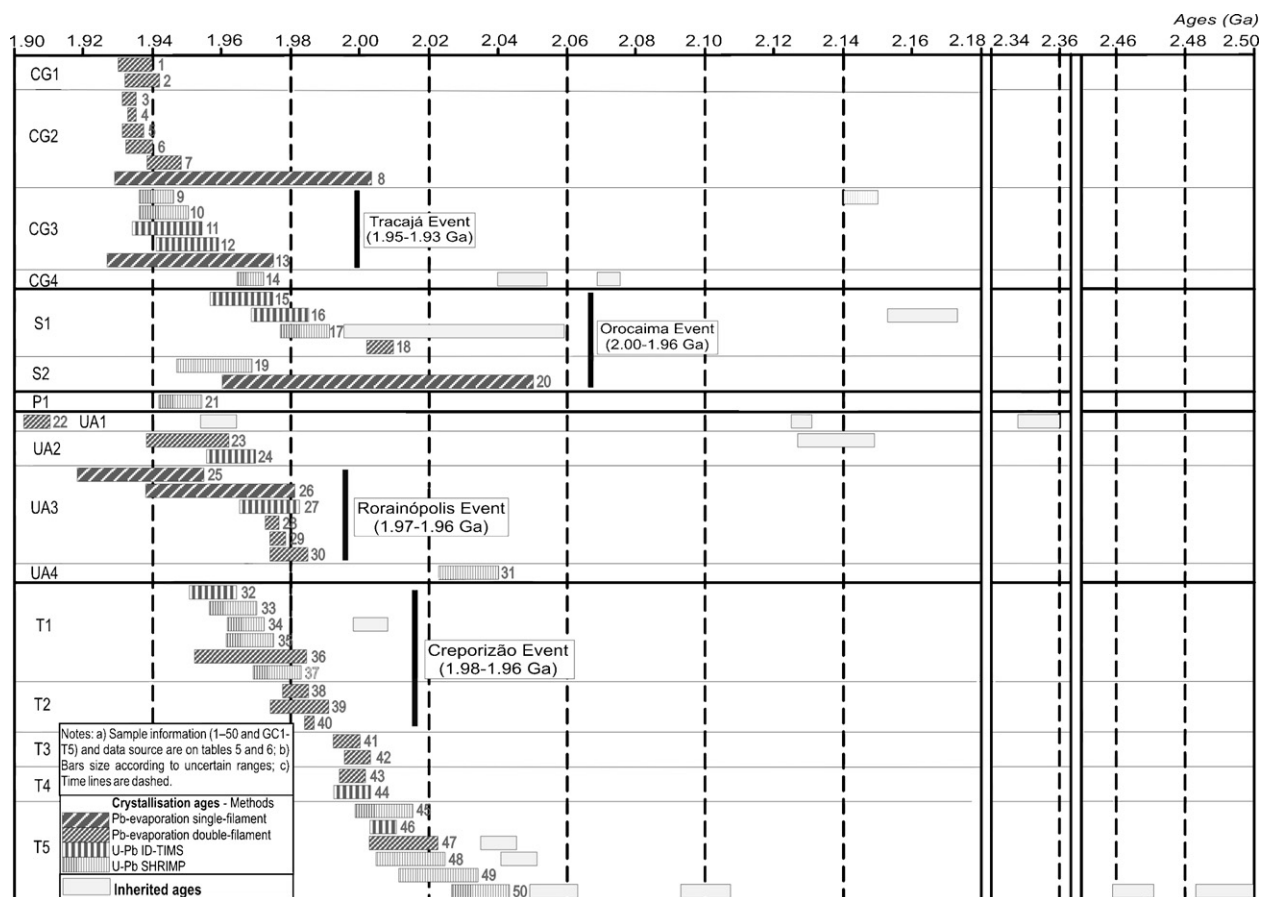 Ages (Ga)
1.90 1.92 1.94 1.96 1.98 2.00 2.02 2.04 2.06 2.08 2.10 2.12 2.14 2.16 2.18 2.34 2.36 2.46 2.48 2.50
CG1
1
2
CG2
3
4
5
6
7
8
CG3
9
10
11
12
13
Tracajá Event
(1.95-1.93 Ga)
CG4
14
S1
15
16
17
18
Orocaima Event
(2.00-1.96 Ga)
S2
19
20
P1
21
22 UA1
UA2
23
24
UA3
25
26
27
28
29
30
Rorainópolis Event
(1.97-1.96 Ga)
UA4
31
T1
32
33
34
35
36
37
Creporizão Event
(1.98-1.96 Ga)
T2
38
39
40
T3
41
42
T4
43
44
T5
45
46
47
48
49
50
Notes: a) Sample information (1–50 and GC1-
T5) and data source are on tables 5 and 6; b)
Bars size according to uncertain ranges; c)
Time lines are dashed.
Crystallisation ages - Methods
Pb-evaporation single-filament
Pb-evaporation double-filament
U-Pb ID-TIMS
U-Pb SHRIMP
Inherited ages